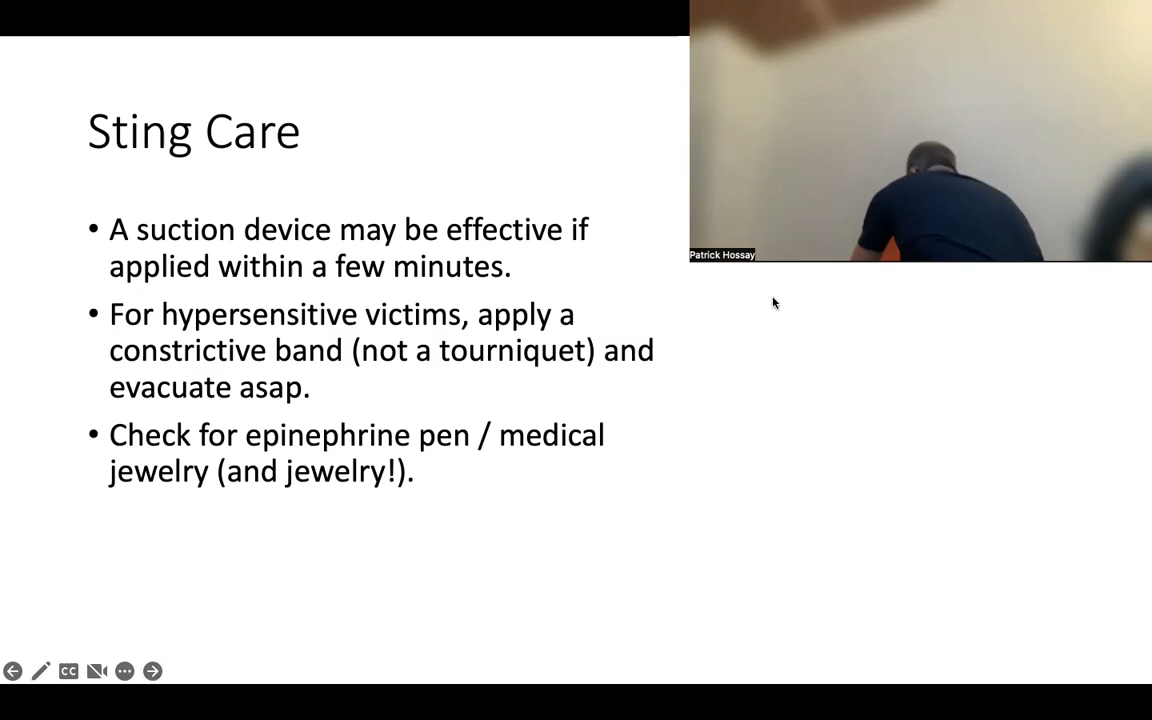 Sting Care
• A suction device may be effective if
applied within a few minutes.
• For hypersensitive victims, apply a
constrictive band (not a tourniquet) and
evacuate asap.
• Check for epinephrine pen / medical
jewelry (and jewelry!).
Patrick Hossay
CC